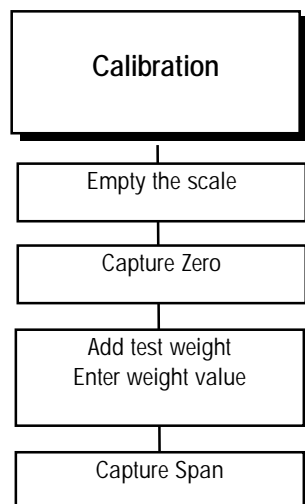 Calibration
Empty the scale
Capture Zero
Add test weight
Enter weight value
Capture Span